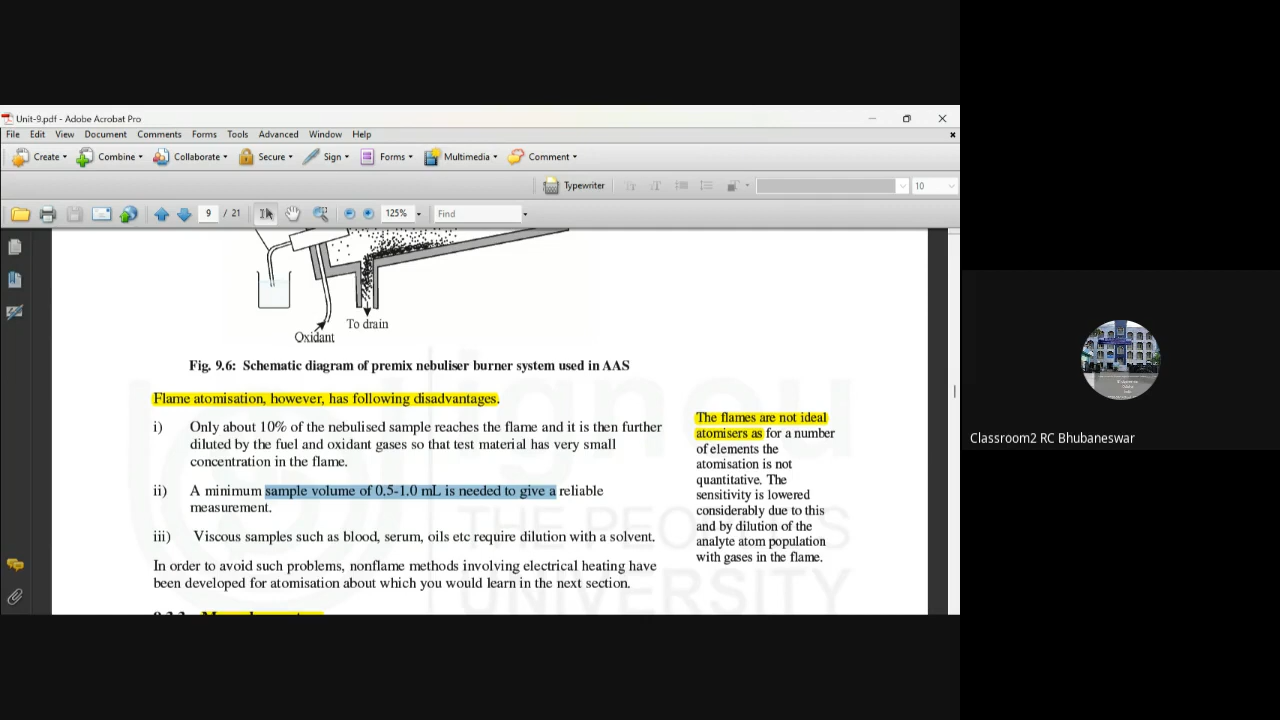 Unit-9.pdf - Adobe Acrobat Pro
File Edit View Document Comments Forms Tools Advanced Window Help
Create Combine Collaborate Secure Sign Forms Multimedia Comment
Typewriter 10
9 / 21 125% Find
To drain
Oxidant
Fig. 9.6: Schematic diagram of premix nebuliser burner system used in AAS
Flame atomisation, however, has following disadvantages.
i) Only about 10% of the nebulised sample reaches the flame and it is then further
diluted by the fuel and oxidant gases so that test material has very small
concentration in the flame.
ii) A minimum sample volume of 0.5-1.0 mL is needed to give a reliable
measurement.
iii) Viscous samples such as blood, serum, oils etc require dilution with a solvent.
In order to avoid such problems, nonflame methods involving electrical heating have
been developed for atomisation about which you would learn in the next section.
The flames are not ideal
atomisers as for a number
of elements the
atomisation is not
quantitative. The
sensitivity is lowered
considerably due to this
and by dilution of the
analyte atom population
with gases in the flame.
ignou
THE PEOPLE'S
UNIVERSITY
Classroom2 RC Bhubaneswar